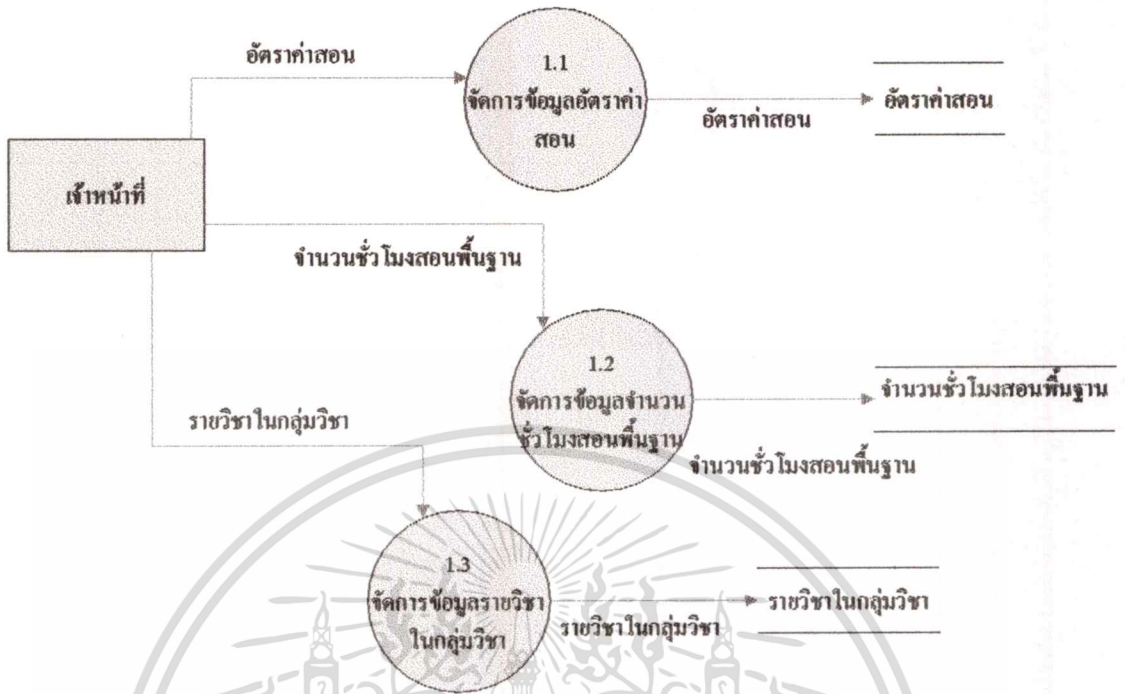 อัตราค่าสอน
1.1
จัดการข้อมูลอัตราค่า
สอน
อัตราค่าสอน
อัตราค่าสอน
เจ้าหน้าที่
จำนวนชั่วโมงสอนพื้นฐาน
1.2
จัดการข้อมูลจำนวน
ชั่วโมงสอนพื้นฐาน
จำนวนชั่วโมงสอนพื้นฐาน
จำนวนชั่วโมงสอนพื้นฐาน
รายวิชาในกลุ่มวิชา
1.3
จัดการข้อมูลรายวิชา
ในกลุ่มวิชา
รายวิชาในกลุ่มวิชา
รายวิชาในกลุ่มวิชา